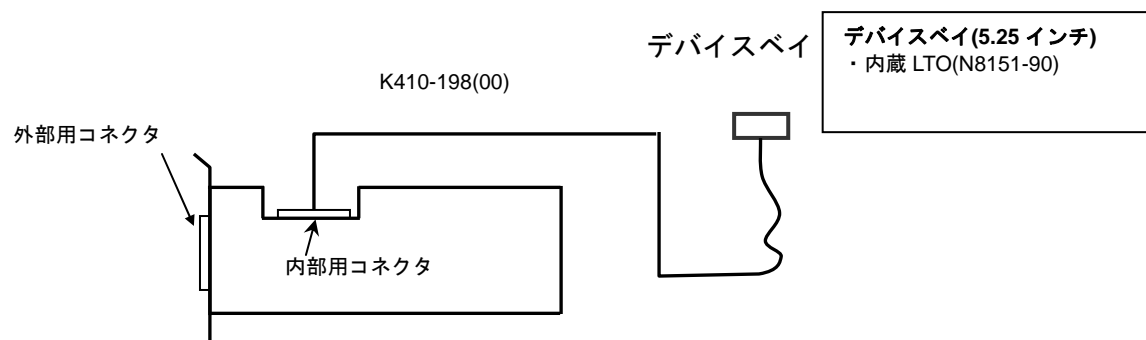 デバイスベイ
デバイスベイ(5.25 インチ)
・内蔵 LTO(N8151-90)
K410-198(00)
外部用コネクタ
内部用コネクタ